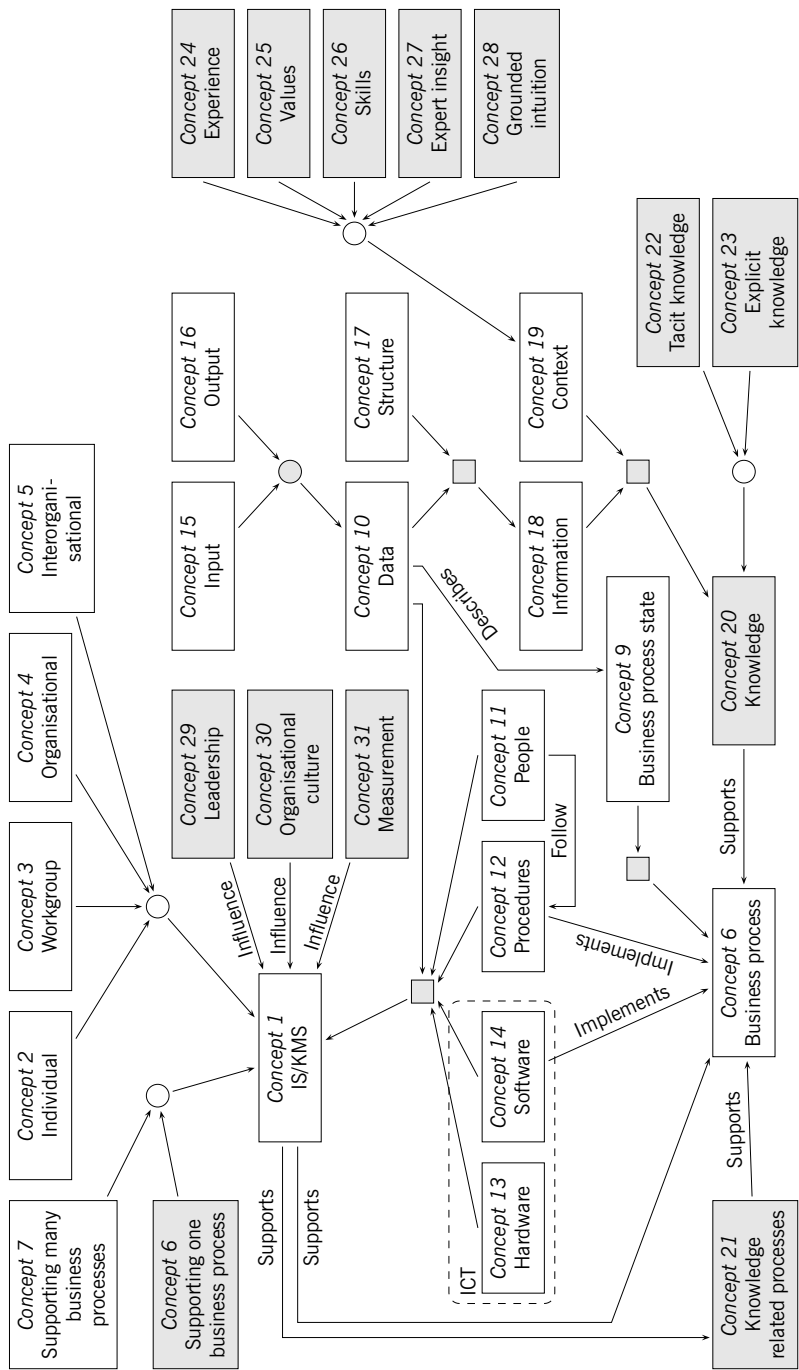 Concept 7
Supporting many
business
processes
Concept 2
Individual
Concept 3
Workgroup
Concept 4
Organisational
Concept 5
Interorgani-
sational
Concept 6
Supporting one
business process
Concept 29
Leadership
Concept 30
Organisational
culture
Concept 31
Measurement
Influence
Influence
Influence
Concept 1
IS/KMS
Supports
Supports
Concept 15
Input
Concept 16
Output
Concept 10
Data
Concept 17
Structure
Concept 18
Information
Concept 19
Context
Concept 24
Experience
Concept 25
Values
Concept 26
Skills
Concept 27
Expert insight
Concept 28
Grounded
intuition
Describes
ICT
Concept 13
Hardware
Concept 14
Software
Concept 12
Procedures
Concept 11
People
Follow
Implements
Implements
Concept 9
Business process state
Concept 22
Tacit knowledge
Concept 23
Explicit
knowledge
Concept 21
Knowledge
related processes
Supports
Concept 6
Business process
Supports
Concept 20
Knowledge